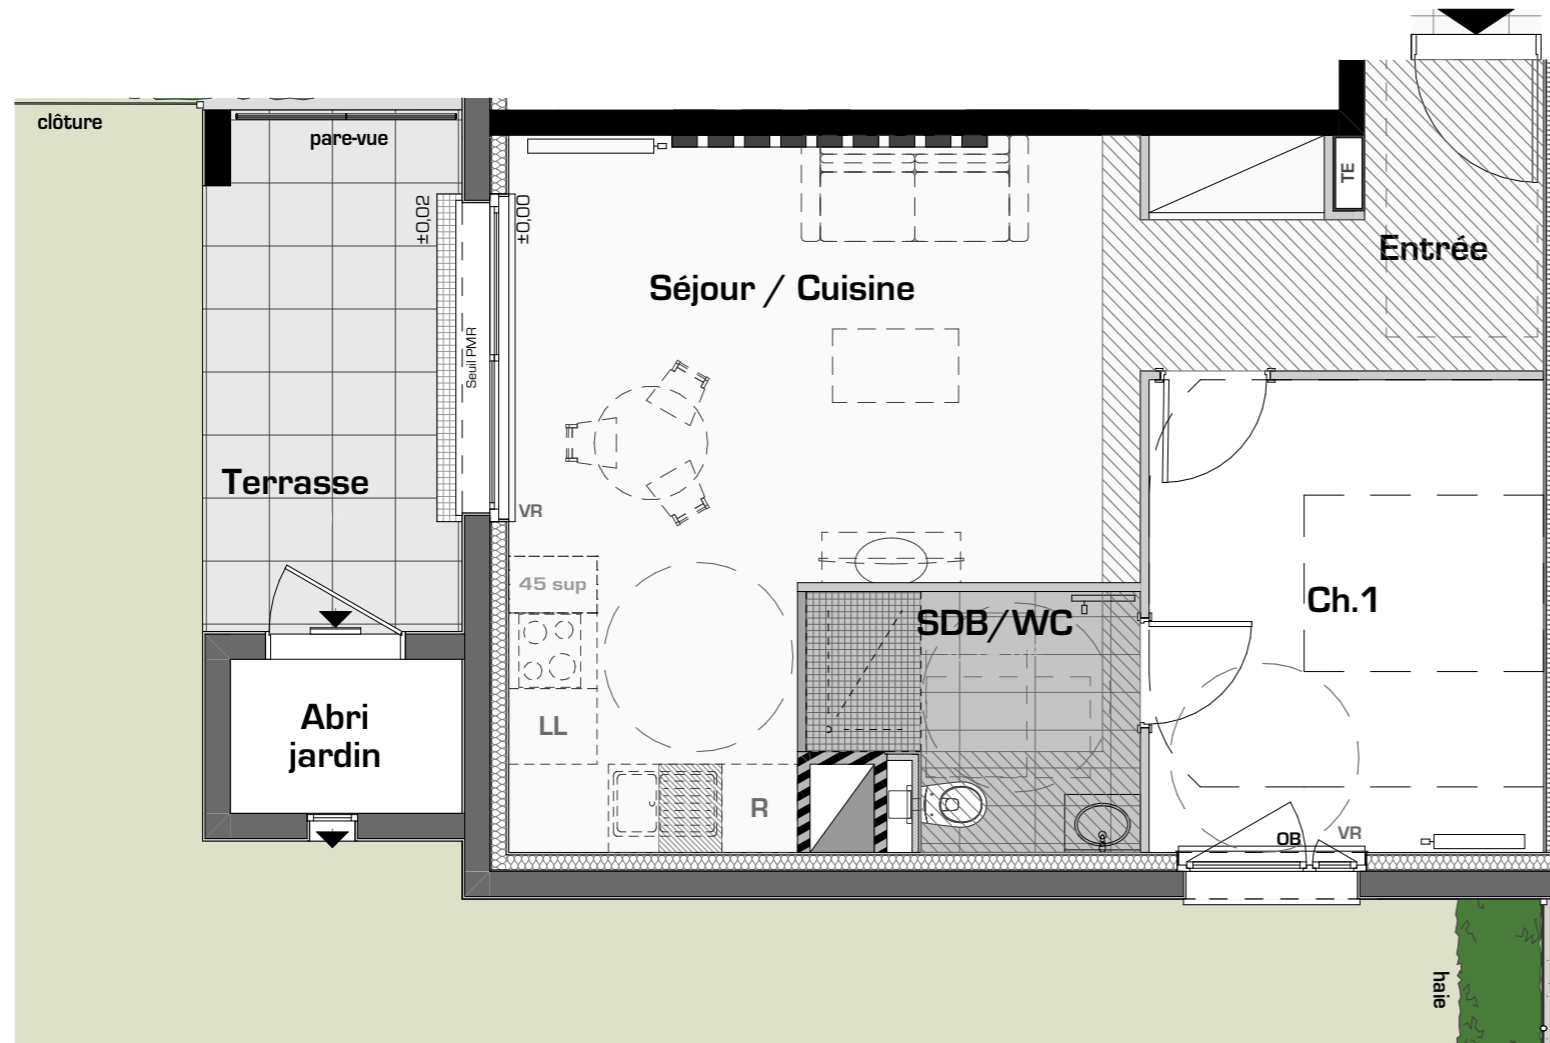 clôture
pare-vue
±0,02
±0,00
TE
Entrée
Séjour / Cuisine
Seuil PMR
Terrasse
VR
45 sup
Ch.1
SDB/WC
Abri
jardin
LL
R
OB
VR
haie